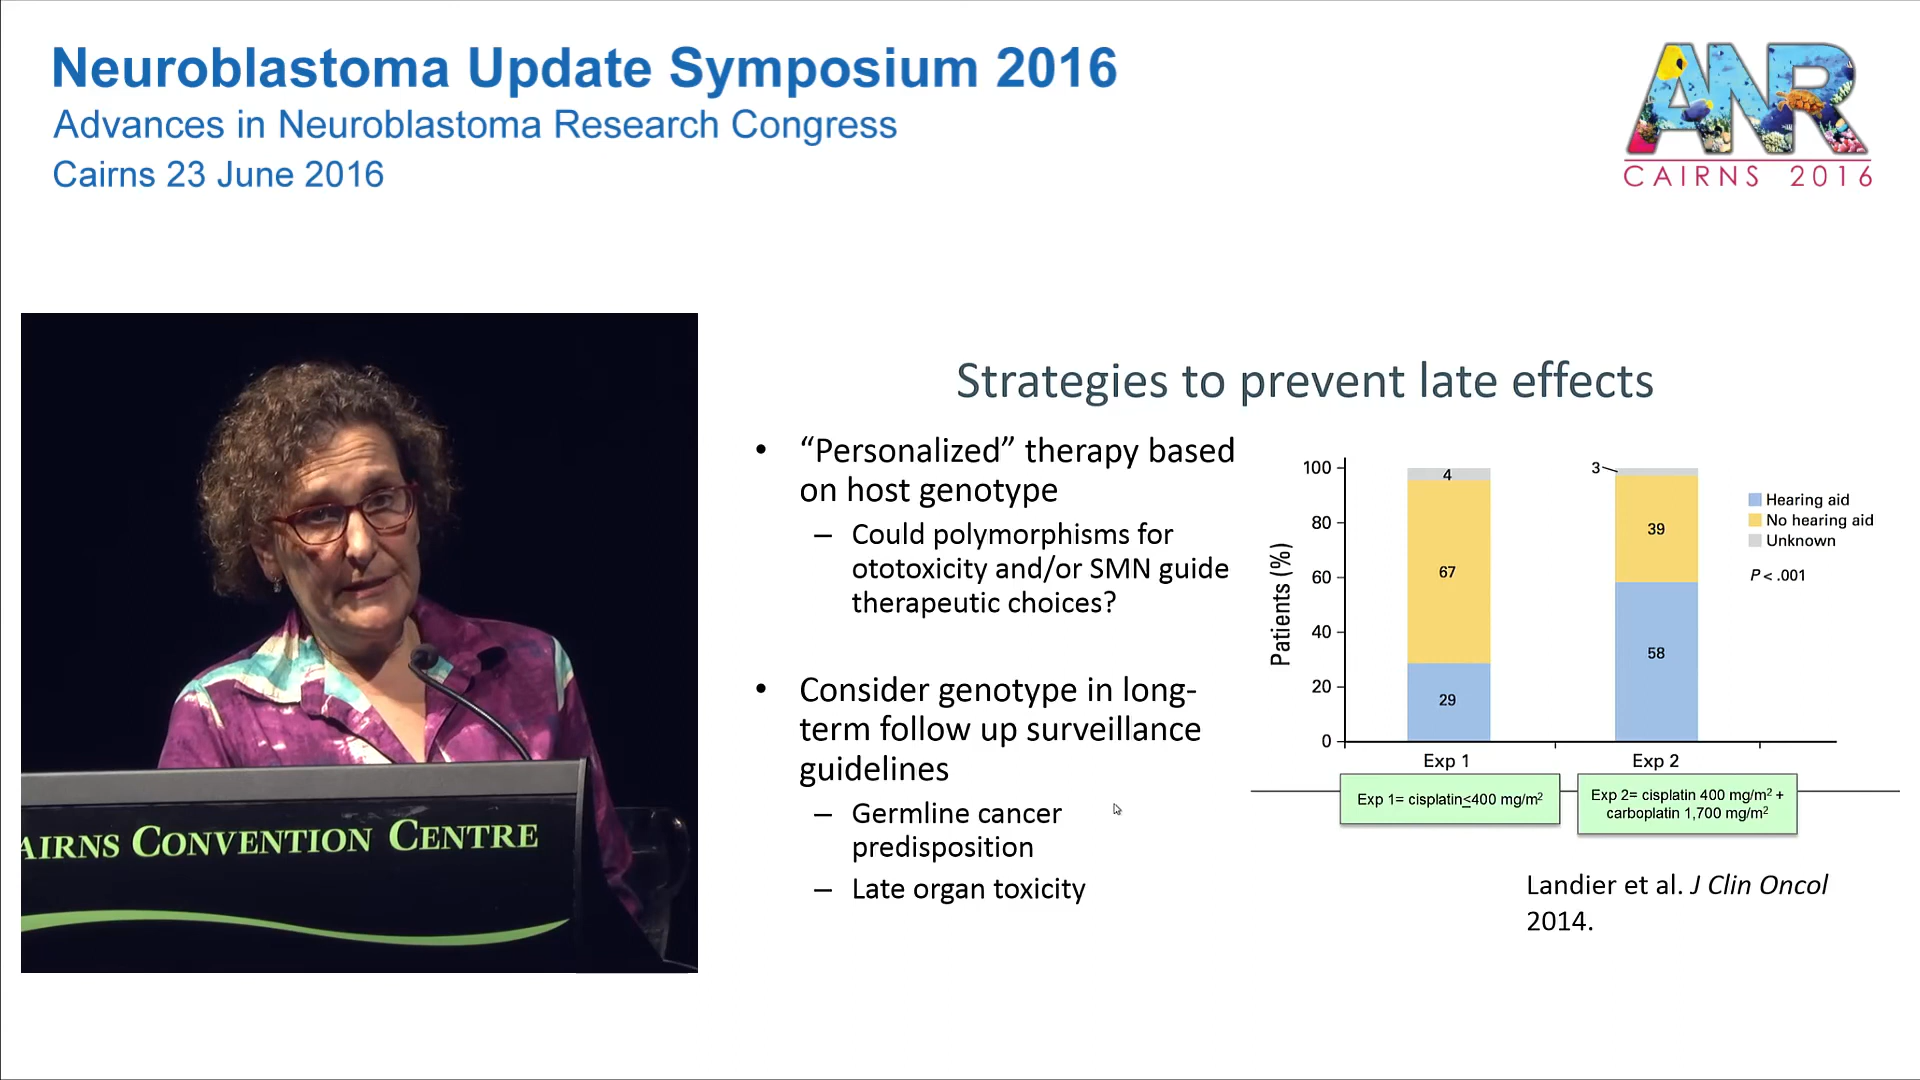 Neuroblastoma Update Symposium 2016
Advances in Neuroblastoma Research Congress
Cairns 23 June 2016
ANR
CAIRNS 2016
AIRNS CONVENTION CENTRE
Strategies to prevent late effects
• “Personalized” therapy based
on host genotype
– Could polymorphisms for
ototoxicity and/or SMN guide
therapeutic choices?
• Consider genotype in long-
term follow up surveillance
guidelines
– Germline cancer
predisposition
– Late organ toxicity
Patients (%)
100
80
60
40
20
0
4
67
29
3
39
58
Exp 1
Exp 2
Hearing aid
No hearing aid
Unknown
P < .001
Exp 1= cisplatin≤400 mg/m²
Exp 2= cisplatin 400 mg/m² +
carboplatin 1,700 mg/m²
Landier et al. J Clin Oncol
2014.